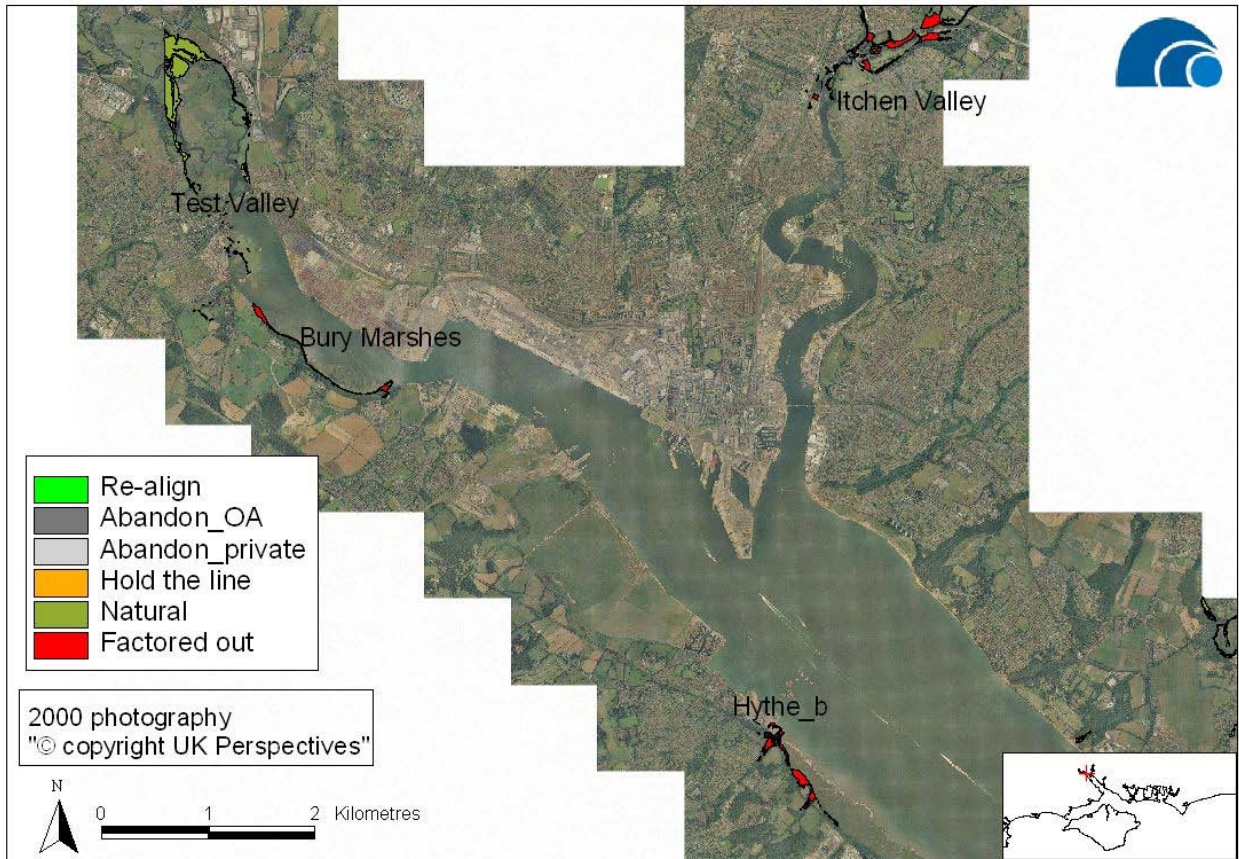 Itchen Valley
Test Valley
Bury Marshes
Re-align
Abandon_OA
Abandon_private
Hold the line
Natural
Factored out
Hythe_b
2000 photography
"© copyright UK Perspectives"
N
0 1 2 Kilometres